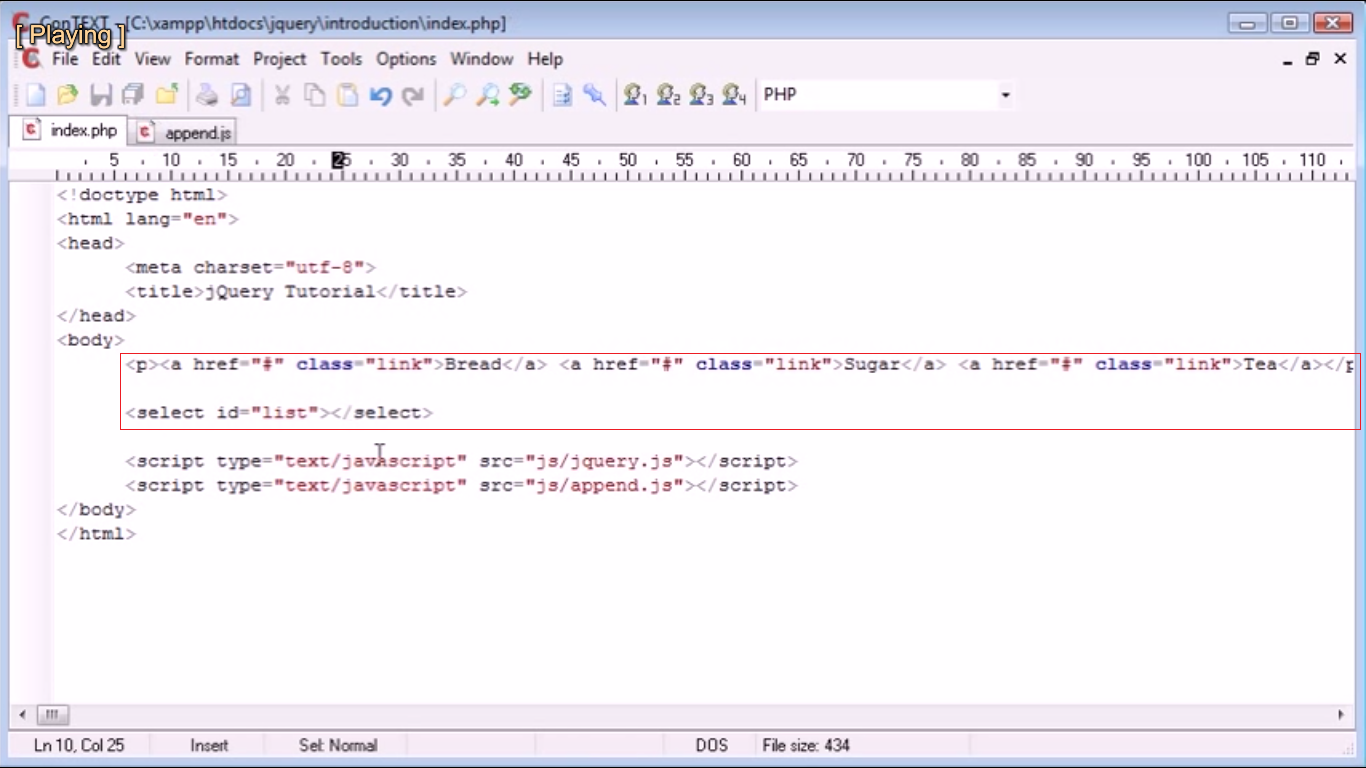 ConTEXT - [C:\xampp\htdocs\jquery\introduction\index.php]
[ Playing ]
File Edit View Format Project Tools Options Window Help
1 2 3 4 PHP
index.php append.js
5 10 15 20 25 30 35 40 45 50 55 60 65 70 75 80 85 90 95 100 105 110
<!doctype html>
<html lang="en">
<head>
<meta charset="utf-8">
<title>jQuery Tutorial</title>
</head>
<body>
<p><a href="#" class="link">Bread</a> <a href="#" class="link">Sugar</a> <a href="#" class="link">Tea</a></p
<select id="list"></select>
<script type="text/javascript" src="js/jquery.js"></script>
<script type="text/javascript" src="js/append.js"></script>
</body>
</html>
Ln 10, Col 25 Insert Sel: Normal DOS File size: 434